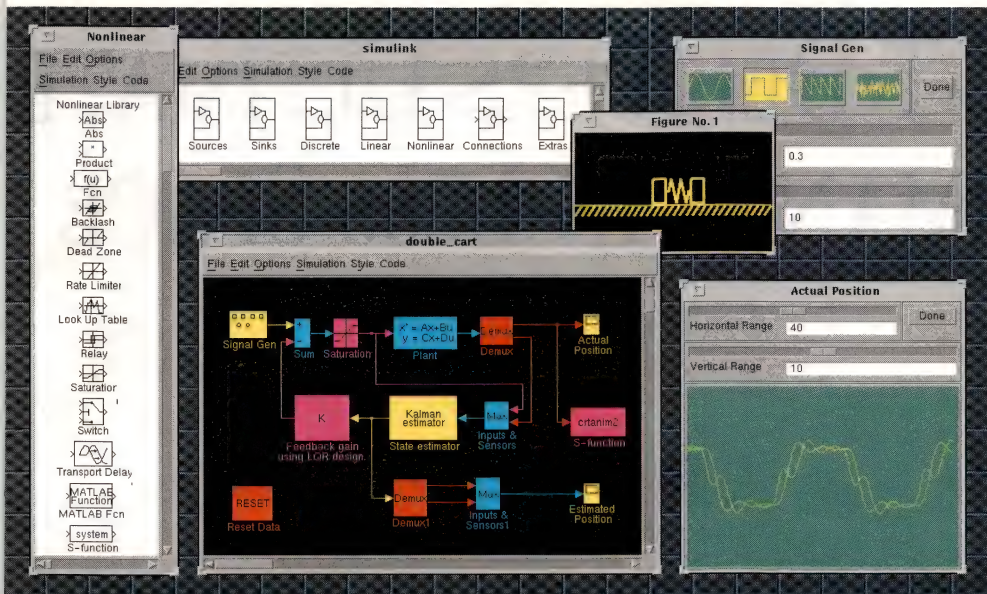 Nonlinear
File Edit Options
Simulation Style Code
Nonlinear Library
Abs
Abs
Product
f(u)
Fcn
Backlash
Dead Zone
Rate Limiter
Look Up Table
Relay
Saturation
Switch
Transport Delay
MATLAB
Function
MATLAB Fcn
system
S-function
simulink
Edit Options Simulation Style Code
Sources
Sinks
Discrete
Linear
Nonlinear
Connections
Extras
Signal Gen
Done
0.3
10
Figure No. 1
double_cart
File Edit Options Simulation Style Code
Signal Gen
Sum
Saturation
x' = Ax+Bu
y = Cx+Du
Plant
Demux
Demux
Actual
Position
K
Feedback gain
using LQR design.
Kalman
estimator
State estimator
Mux
Inputs &
Sensors
crtanim2
S-function
RESET
Reset Data
Demux
Demux1
Mux
Inputs &
Sensors1
Estimated
Position
Actual Position
Horizontal Range
40
Done
Vertical Range
10